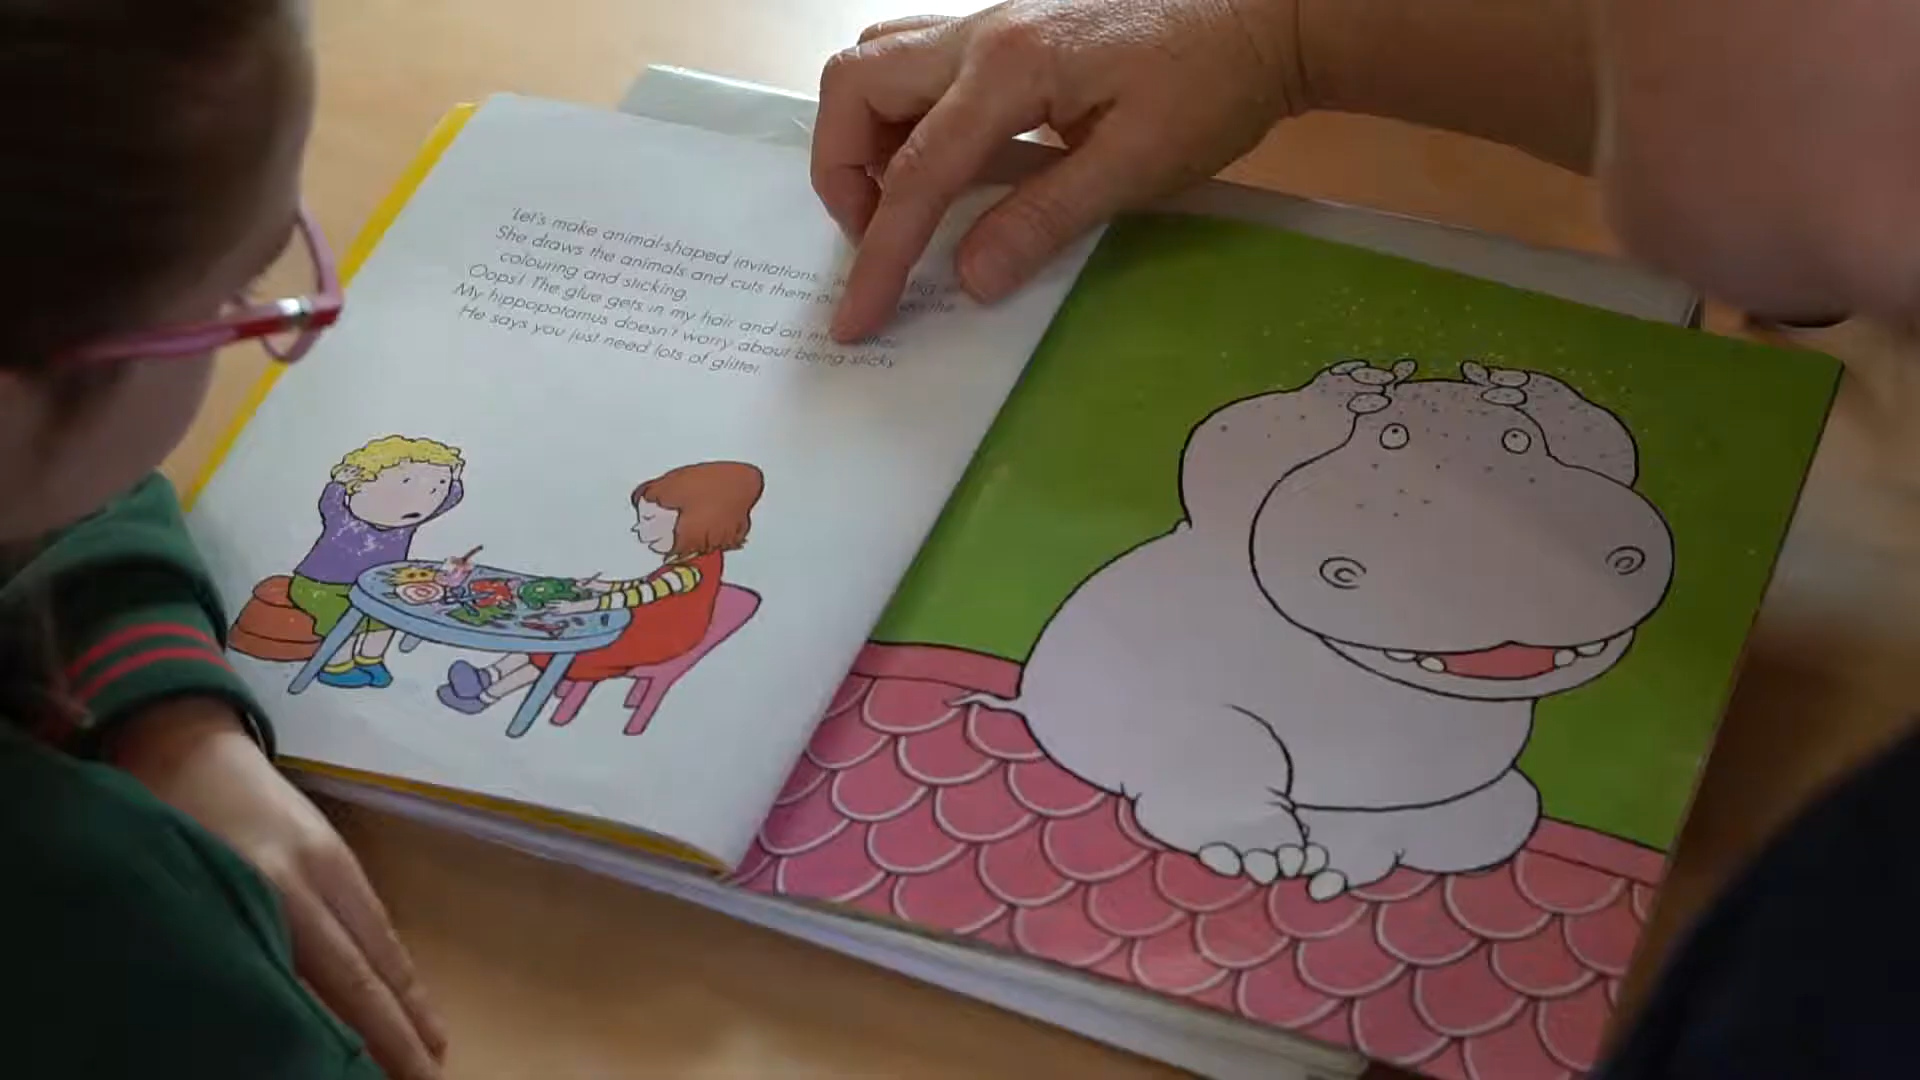 'Let's make animal-shaped invitations,'
She draws the animals and cuts them the
colouring and sticking.
Oops! The glue gets in my hair and on my
My hippopotamus doesn't worry about being sticky
He says you just need lots of glitter.